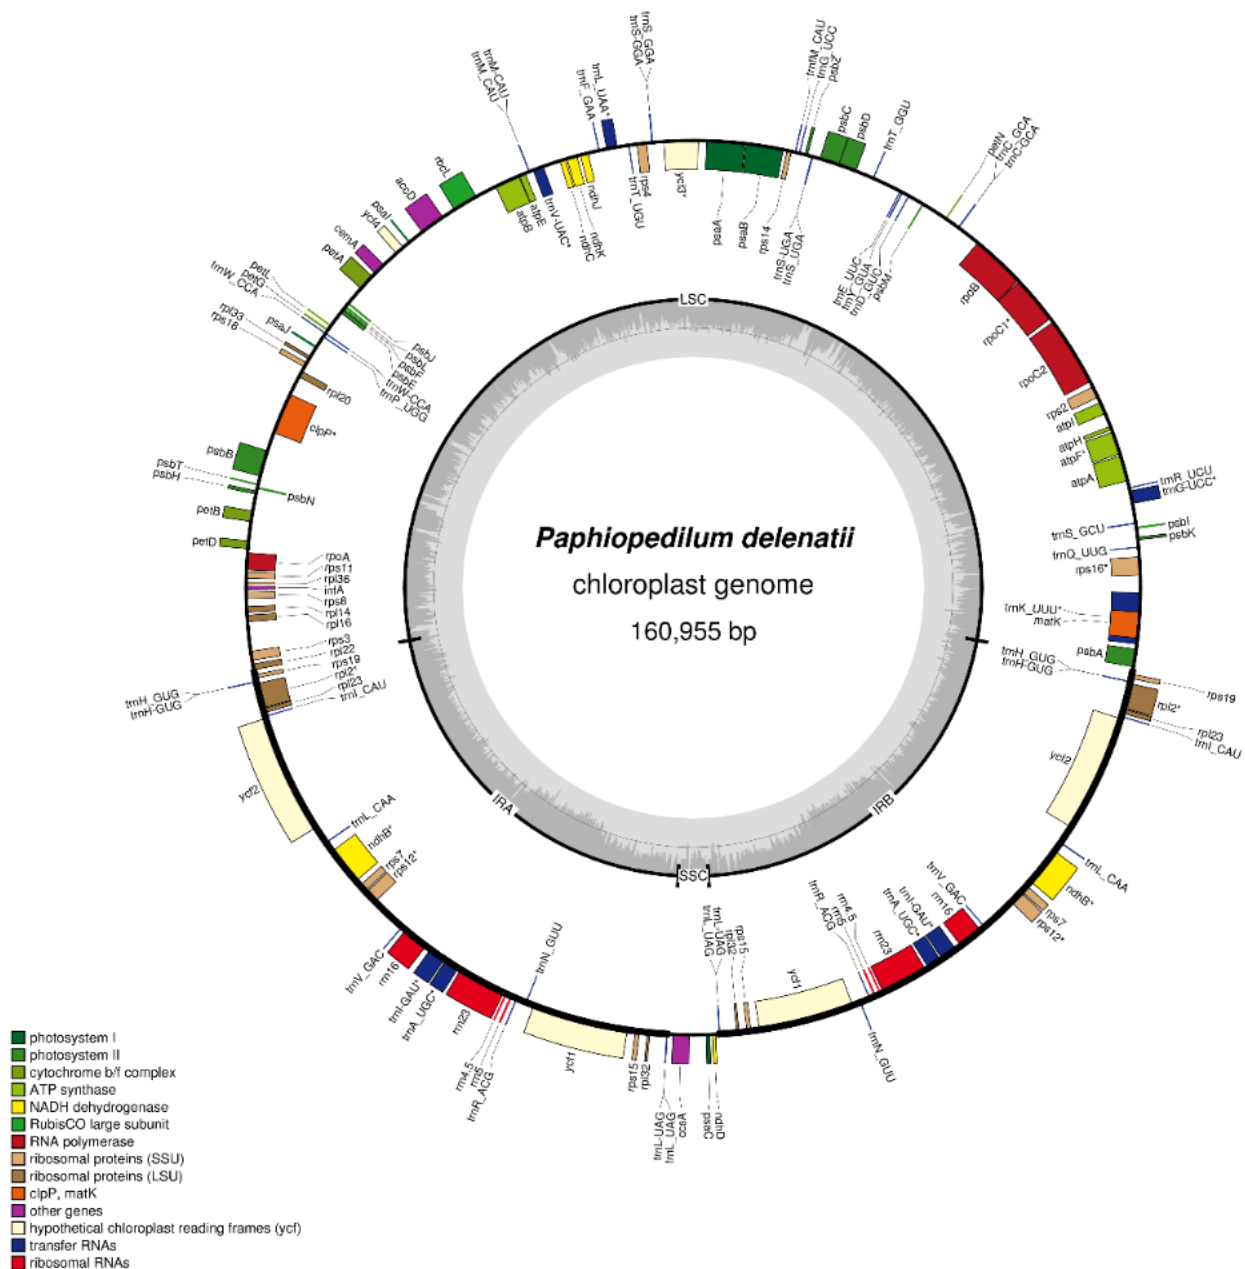 Paphiopedilum delenatii
chloroplast genome
160,955 bp
LSC
IRB
SSC
IRA
trnS_GGA
trnS-GGA
trnL_UAA*
trnF_GAA
trnM-CAU
trnM_CAU
rbcL
accD
psaI
ycf4
cemA
petA
petL
petG
trnW_CCA
rpl33
rps18
psaJ
rpl20
clpP*
psbB
psbT
psbH
psbN
petB
petD
rpoA
rps11
rpl36
infA
rps8
rpl14
rpl16
rps3
rpl22
rps19
rpl2*
rpl23
trnI_CAU
trnH_GUG
trnH-GUG
ycf2
trnL_CAA
ndhB*
rps7
rps12*
trnV_GAC
rrn16
trnI-GAU*
trnA_UGC*
rrn23
rrn4.5
rrn5
trnR_ACG
trnN_GUU
ycf1
rps15
rpl32
trnL-UAG
trnL_UAG
ccsA
psaC
ndhD
trnL-UAG
trnL_UAG
rpl32
rps15
ycf1
trnN_GUU
trnR_ACG
rrn5
rrn4.5
rrn23
trnA_UGC*
trnI-GAU*
rrn16
trnV_GAC
rps12*
rps7
ndhB*
trnL_CAA
ycf2
trnI_CAU
rpl23
rpl2*
rps19
trnH_GUG
trnH-GUG
psbA
matK
trnK_UUU*
rps16*
trnQ_UUG
psbK
psbI
trnS_GCU
trnG-UCC*
trnR_UCU
atpA
atpF*
atpH
atpI
rps2
rpoC2
rpoC1*
rpoB
trnC-GCA
trnC_GCA
petN
psbM
trnD_GUC
trnY_GUA
trnE_UUC
trnT_GGU
psbD
psbC
psbZ
trnG_UCC
trnfM_CAU
trnS_UGA
trnS-UGA
rps14
psaB
psaA
ycf3*
rps4
trnT_UGU
ndhJ
ndhK
ndhC
trnV-UAC*
atpE
atpB
psbJ
psbL
psbF
psbE
trnW-CCA
trnP_UGG
photosystem I
photosystem II
cytochrome b/f complex
ATP synthase
NADH dehydrogenase
RubisCO large subunit
RNA polymerase
ribosomal proteins (SSU)
ribosomal proteins (LSU)
clpP, matK
other genes
hypothetical chloroplast reading frames (ycf)
transfer RNAs
ribosomal RNAs